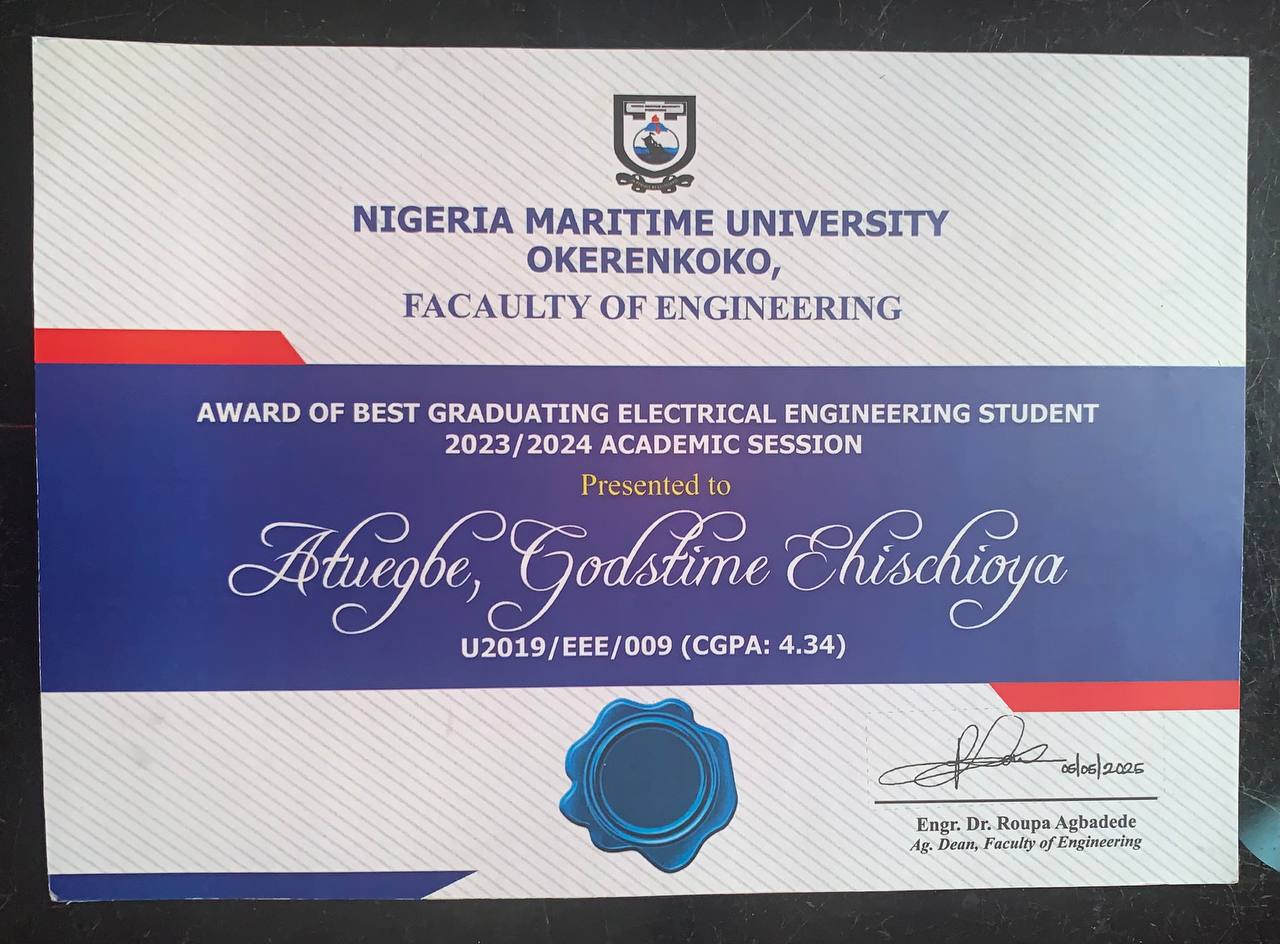 NIGERIA MARITIME UNIVERSITY
OKERENKOKO,
FACAULTY OF ENGINEERING
AWARD OF BEST GRADUATING ELECTRICAL ENGINEERING STUDENT
2023/2024 ACADEMIC SESSION
Presented to
Atuegbe, Godstime Ehischioya
U2019/EEE/009 (CGPA: 4.34)
05/05/2025
Engr. Dr. Roupa Agbadede
Ag. Dean, Faculty of Engineering